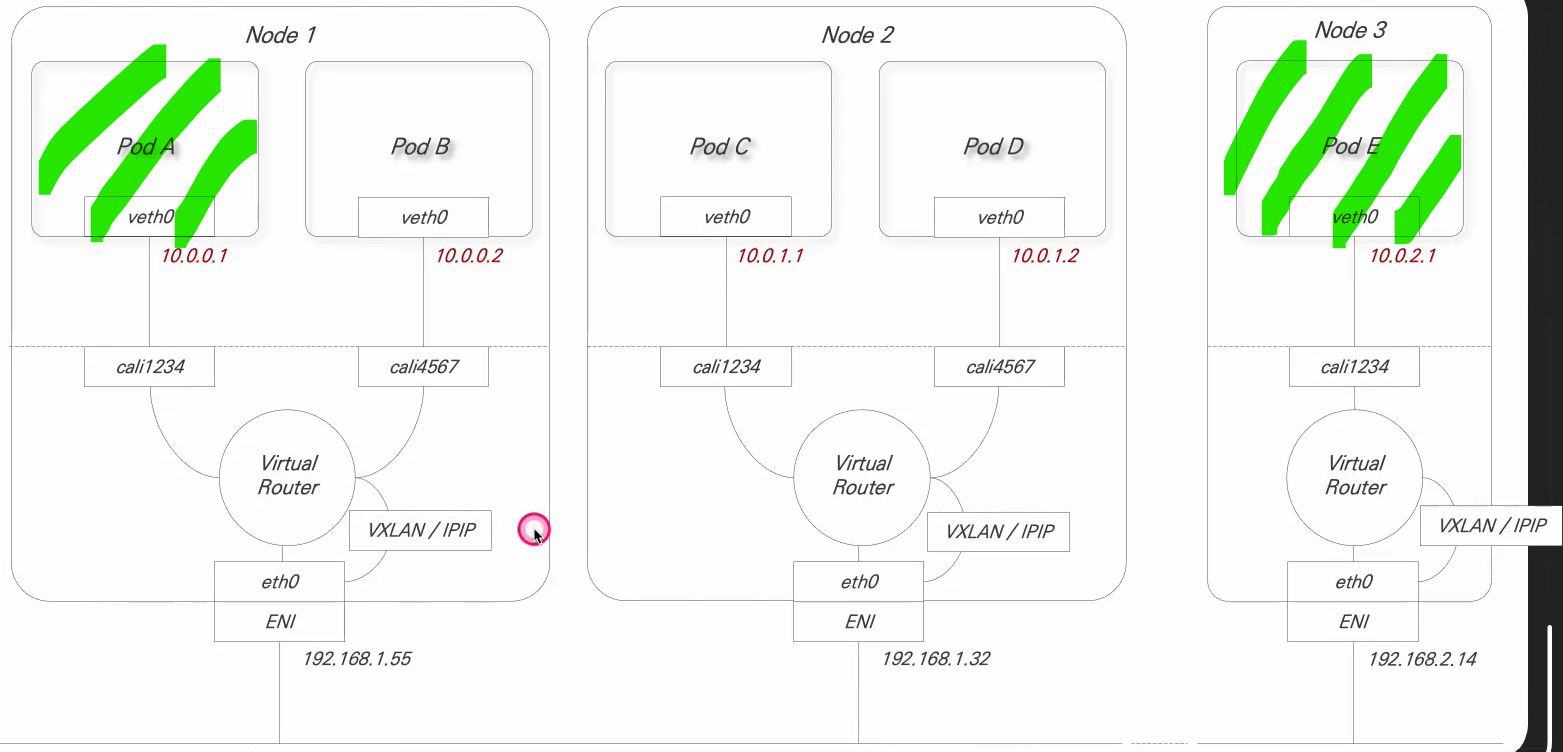 Node 1
Pod A
veth0
10.0.0.1
Pod B
veth0
10.0.0.2
cali1234
cali4567
Virtual
Router
VXLAN / IPIP
eth0
ENI
192.168.1.55
Node 2
Pod C
veth0
10.0.1.1
Pod D
veth0
10.0.1.2
cali1234
cali4567
Virtual
Router
VXLAN / IPIP
eth0
ENI
192.168.1.32
Node 3
Pod E
veth0
10.0.2.1
cali1234
Virtual
Router
VXLAN / IPIP
eth0
ENI
192.168.2.14